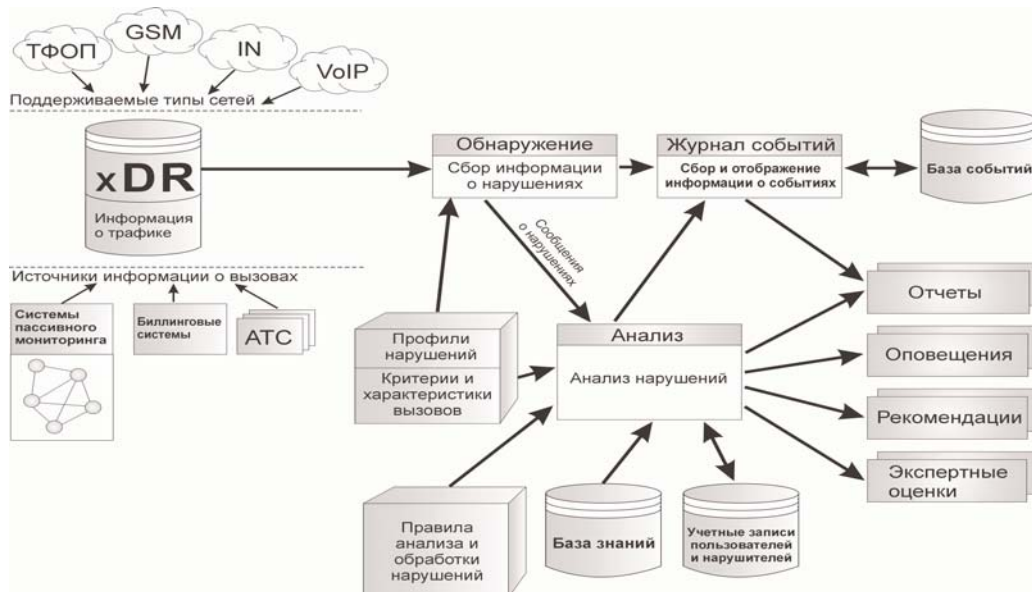 ТФОП
GSM
IN
VoIP
Поддерживаемые типы сетей
xDR
Информация
о трафике
Источники информации о вызовах
Системы
пассивного
мониторинга
Биллинговые
системы
АТС
Обнаружение
Сбор информации
о нарушениях
Журнал событий
Сбор и отображение
информации о событиях
База событий
Сообщения
о нарушениях
Профили
нарушений
Критерии и
характеристики
вызовов
Анализ
Анализ нарушений
Отчеты
Оповещения
Рекомендации
Экспертные
оценки
Правила
анализа и
обработки
нарушений
База знаний
Учетные записи
пользователей
и нарушителей